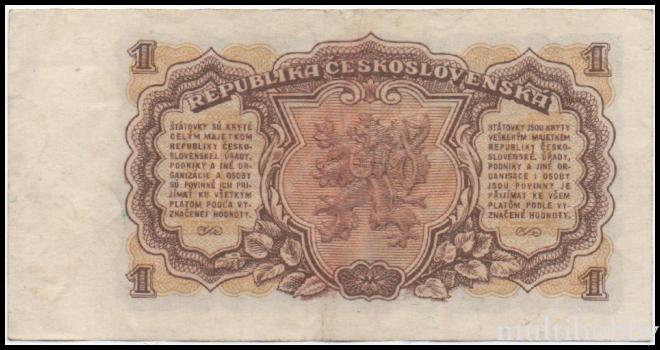 1 1
REPUBLIKA ČESKOSLOVENSKÁ
ŠTÁTOVKY SÚ KRYTÉ
CELÝM MAJETKOM
REPUBLIKY ČESKO-
SLOVENSKEJ. ÚRADY,
PODNIKY A INÉ OR-
GANIZÁCIE A OSOBY
SÚ POVINNÉ ICH PRI-
JÍMAŤ KU VŠETKÝM
PLATOM PODĽA VY-
ZNAČENEJ HODNOTY.
STÁTOVKY JSOU KRYTY
VEŠKERÝM MAJETKEM
REPUBLIKY ČESKO-
SLOVENSKÉ. ÚŘADY,
PODNIKY A JINÉ OR-
GANISACE I OSOBY
JSOU POVINNY JE
PŘIJÍMAT KE VŠEM
PLATŮM PODLE VY-
ZNAČENÉ HODNOTY.
1 1
multihobby